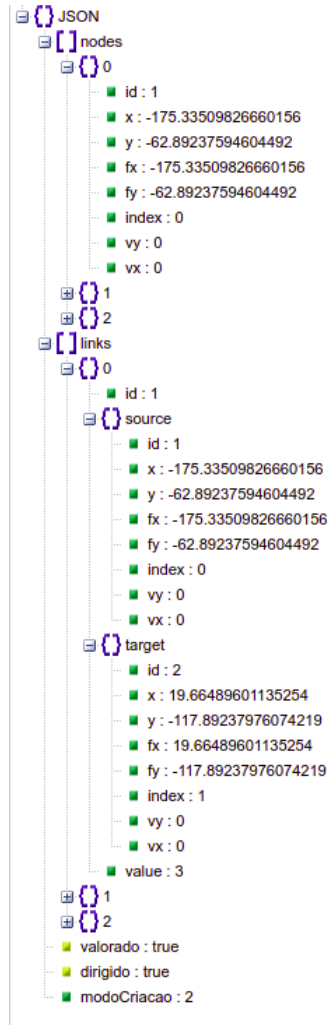 JSON
nodes
0
id : 1
x : -175.33509826660156
y : -62.89237594604492
fx : -175.33509826660156
fy : -62.89237594604492
index : 0
vy : 0
vx : 0
1
2
links
0
id : 1
source
id : 1
x : -175.33509826660156
y : -62.89237594604492
fx : -175.33509826660156
fy : -62.89237594604492
index : 0
vy : 0
vx : 0
target
id : 2
x : 19.66489601135254
y : -117.89237976074219
fx : 19.66489601135254
fy : -117.89237976074219
index : 1
vy : 0
vx : 0
value : 3
1
2
valorado : true
dirigido : true
modoCriacao : 2